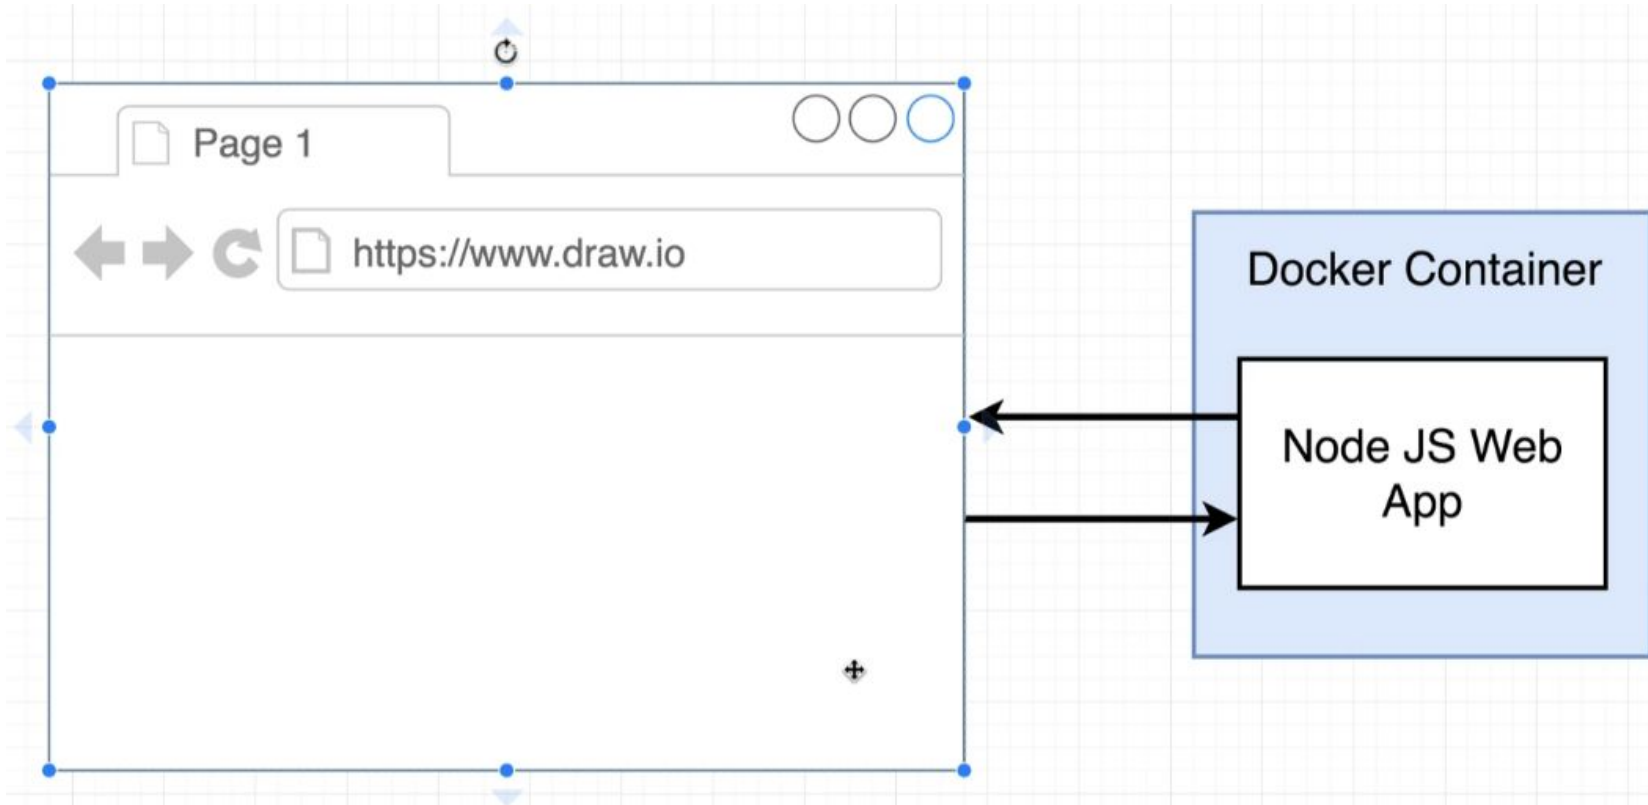 Page 1
https://www.draw.io
Docker Container
Node JS Web
App